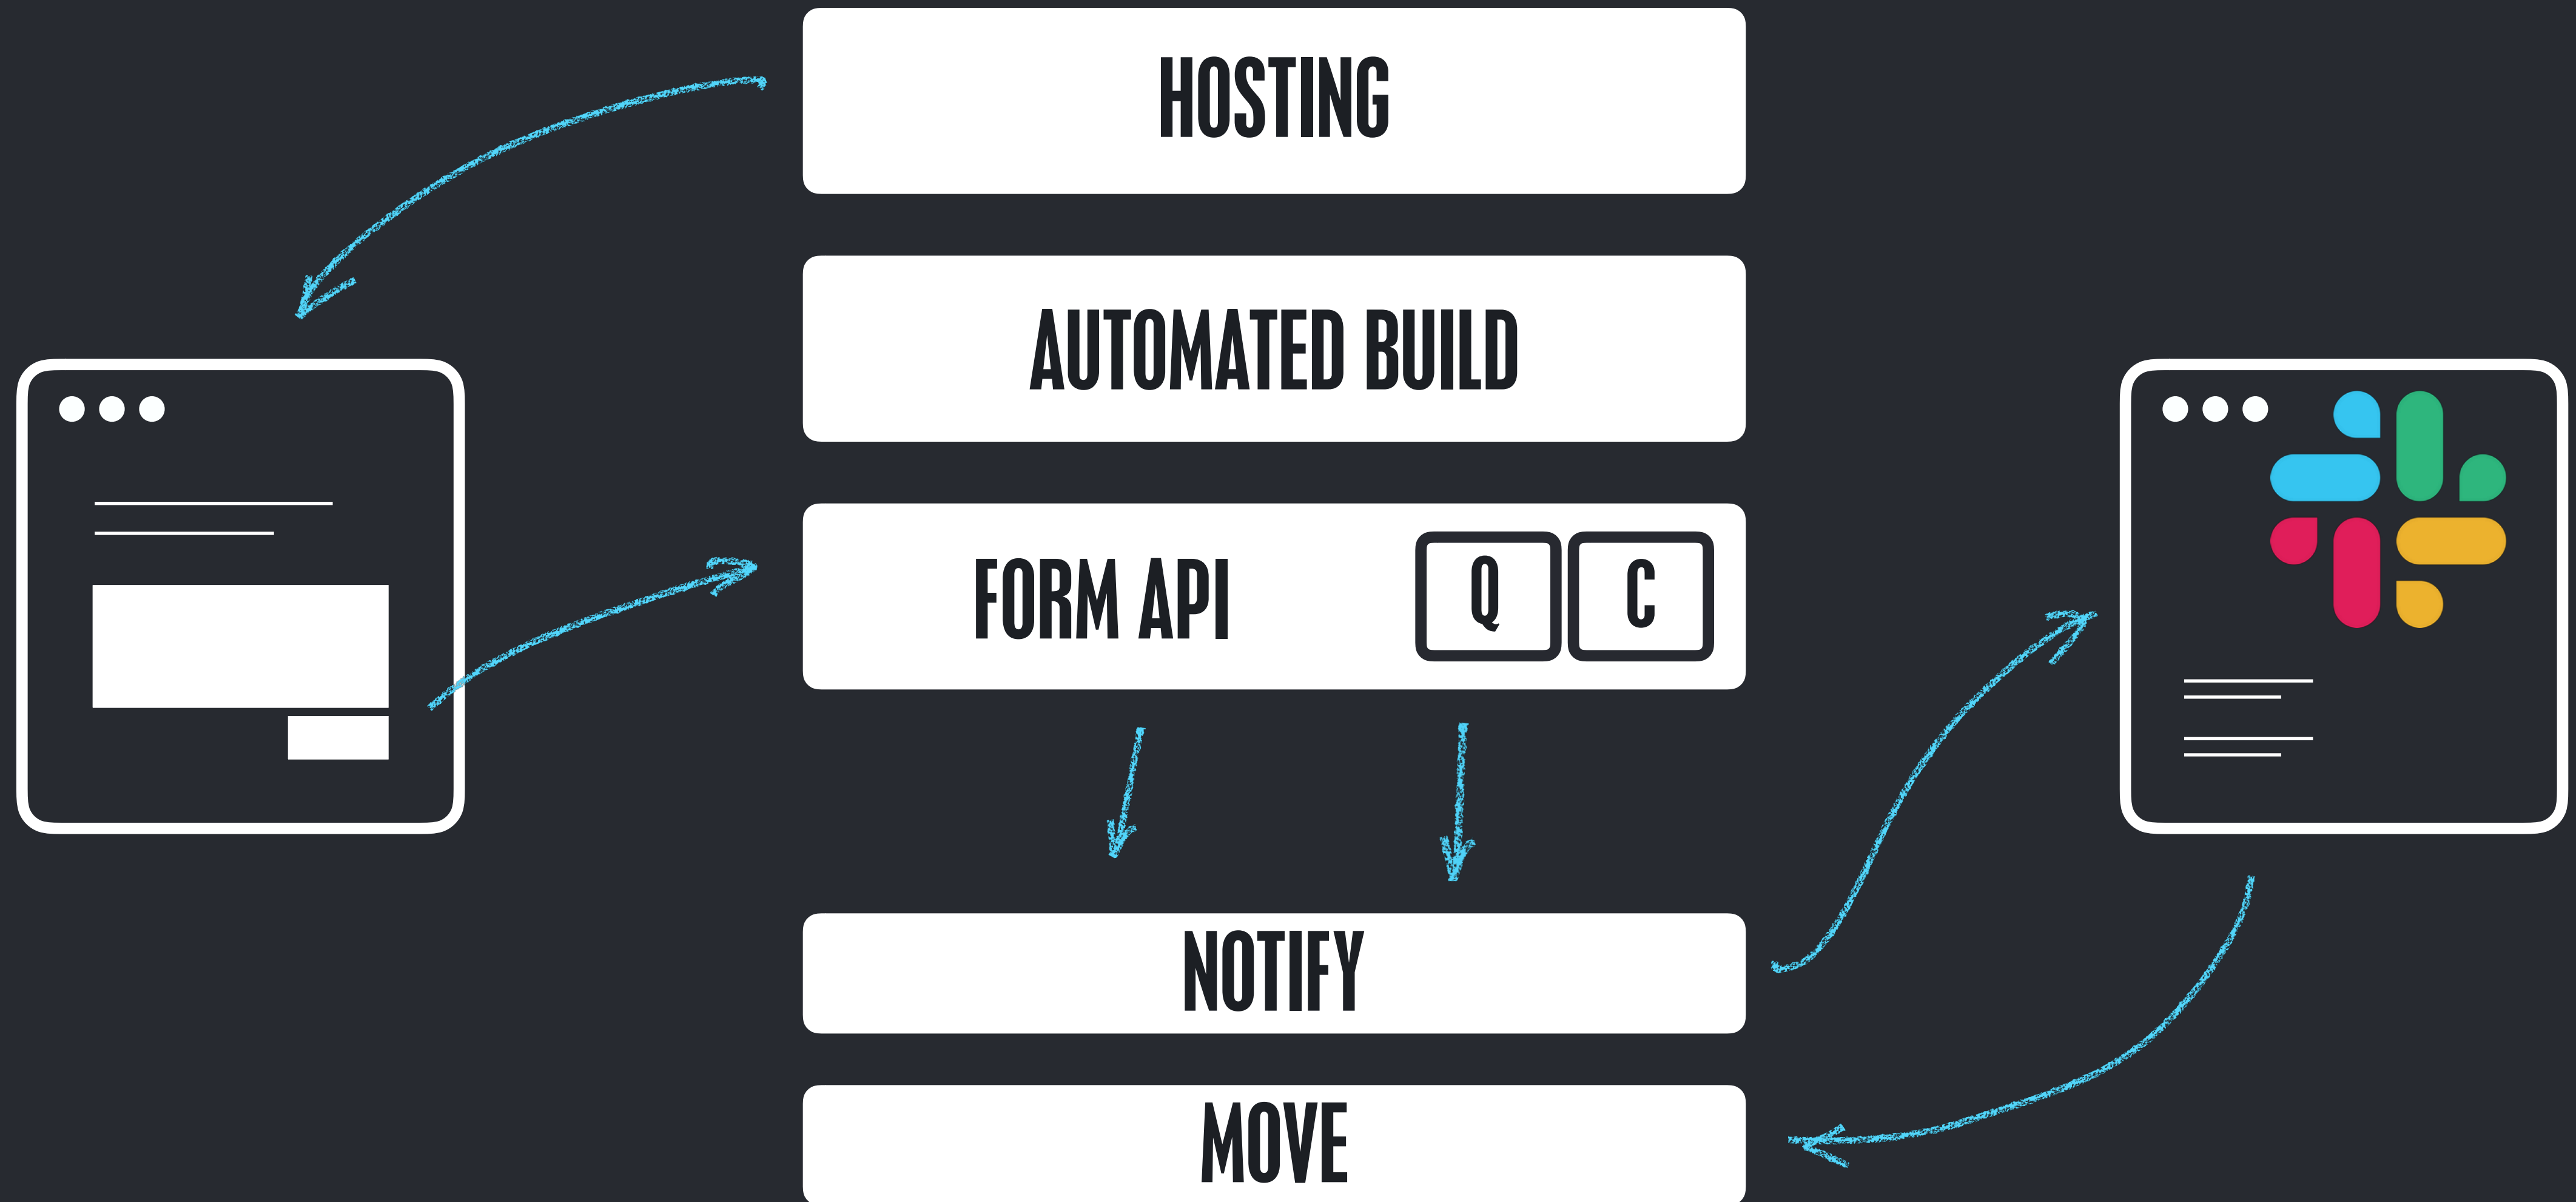 HOSTING
AUTOMATED BUILD
FORM API Q C
NOTIFY
MOVE